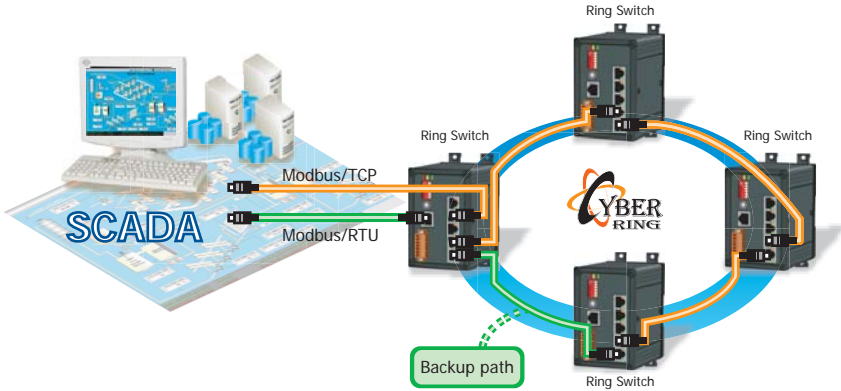 Ring Switch
Ring Switch
Ring Switch
Modbus/TCP
CYBER
RING
SCADA
Modbus/RTU
Backup path
Ring Switch